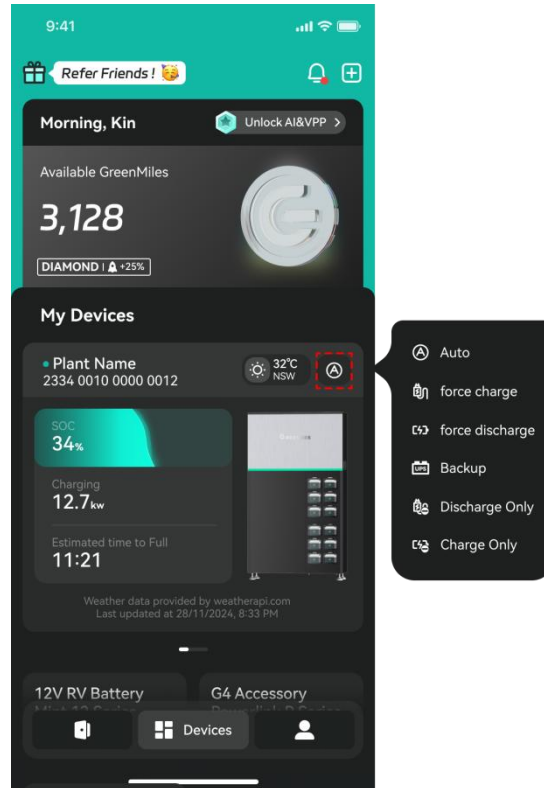 9:41
Refer Friends !
Morning, Kin
Unlock AI&VPP >
Available GreenMiles
3,128
DIAMOND | +25%
My Devices
Plant Name
2334 0010 0000 0012
32°C
NSW
A
SOC
34%
Charging
12.7kw
Estimated time to Full
11:21
Weather data provided by weatherapi.com
Last updated at 28/11/2024, 8:33 PM
12V RV Battery
G4 Accessory
Devices
A Auto
force charge
force discharge
UPS Backup
Discharge Only
Charge Only